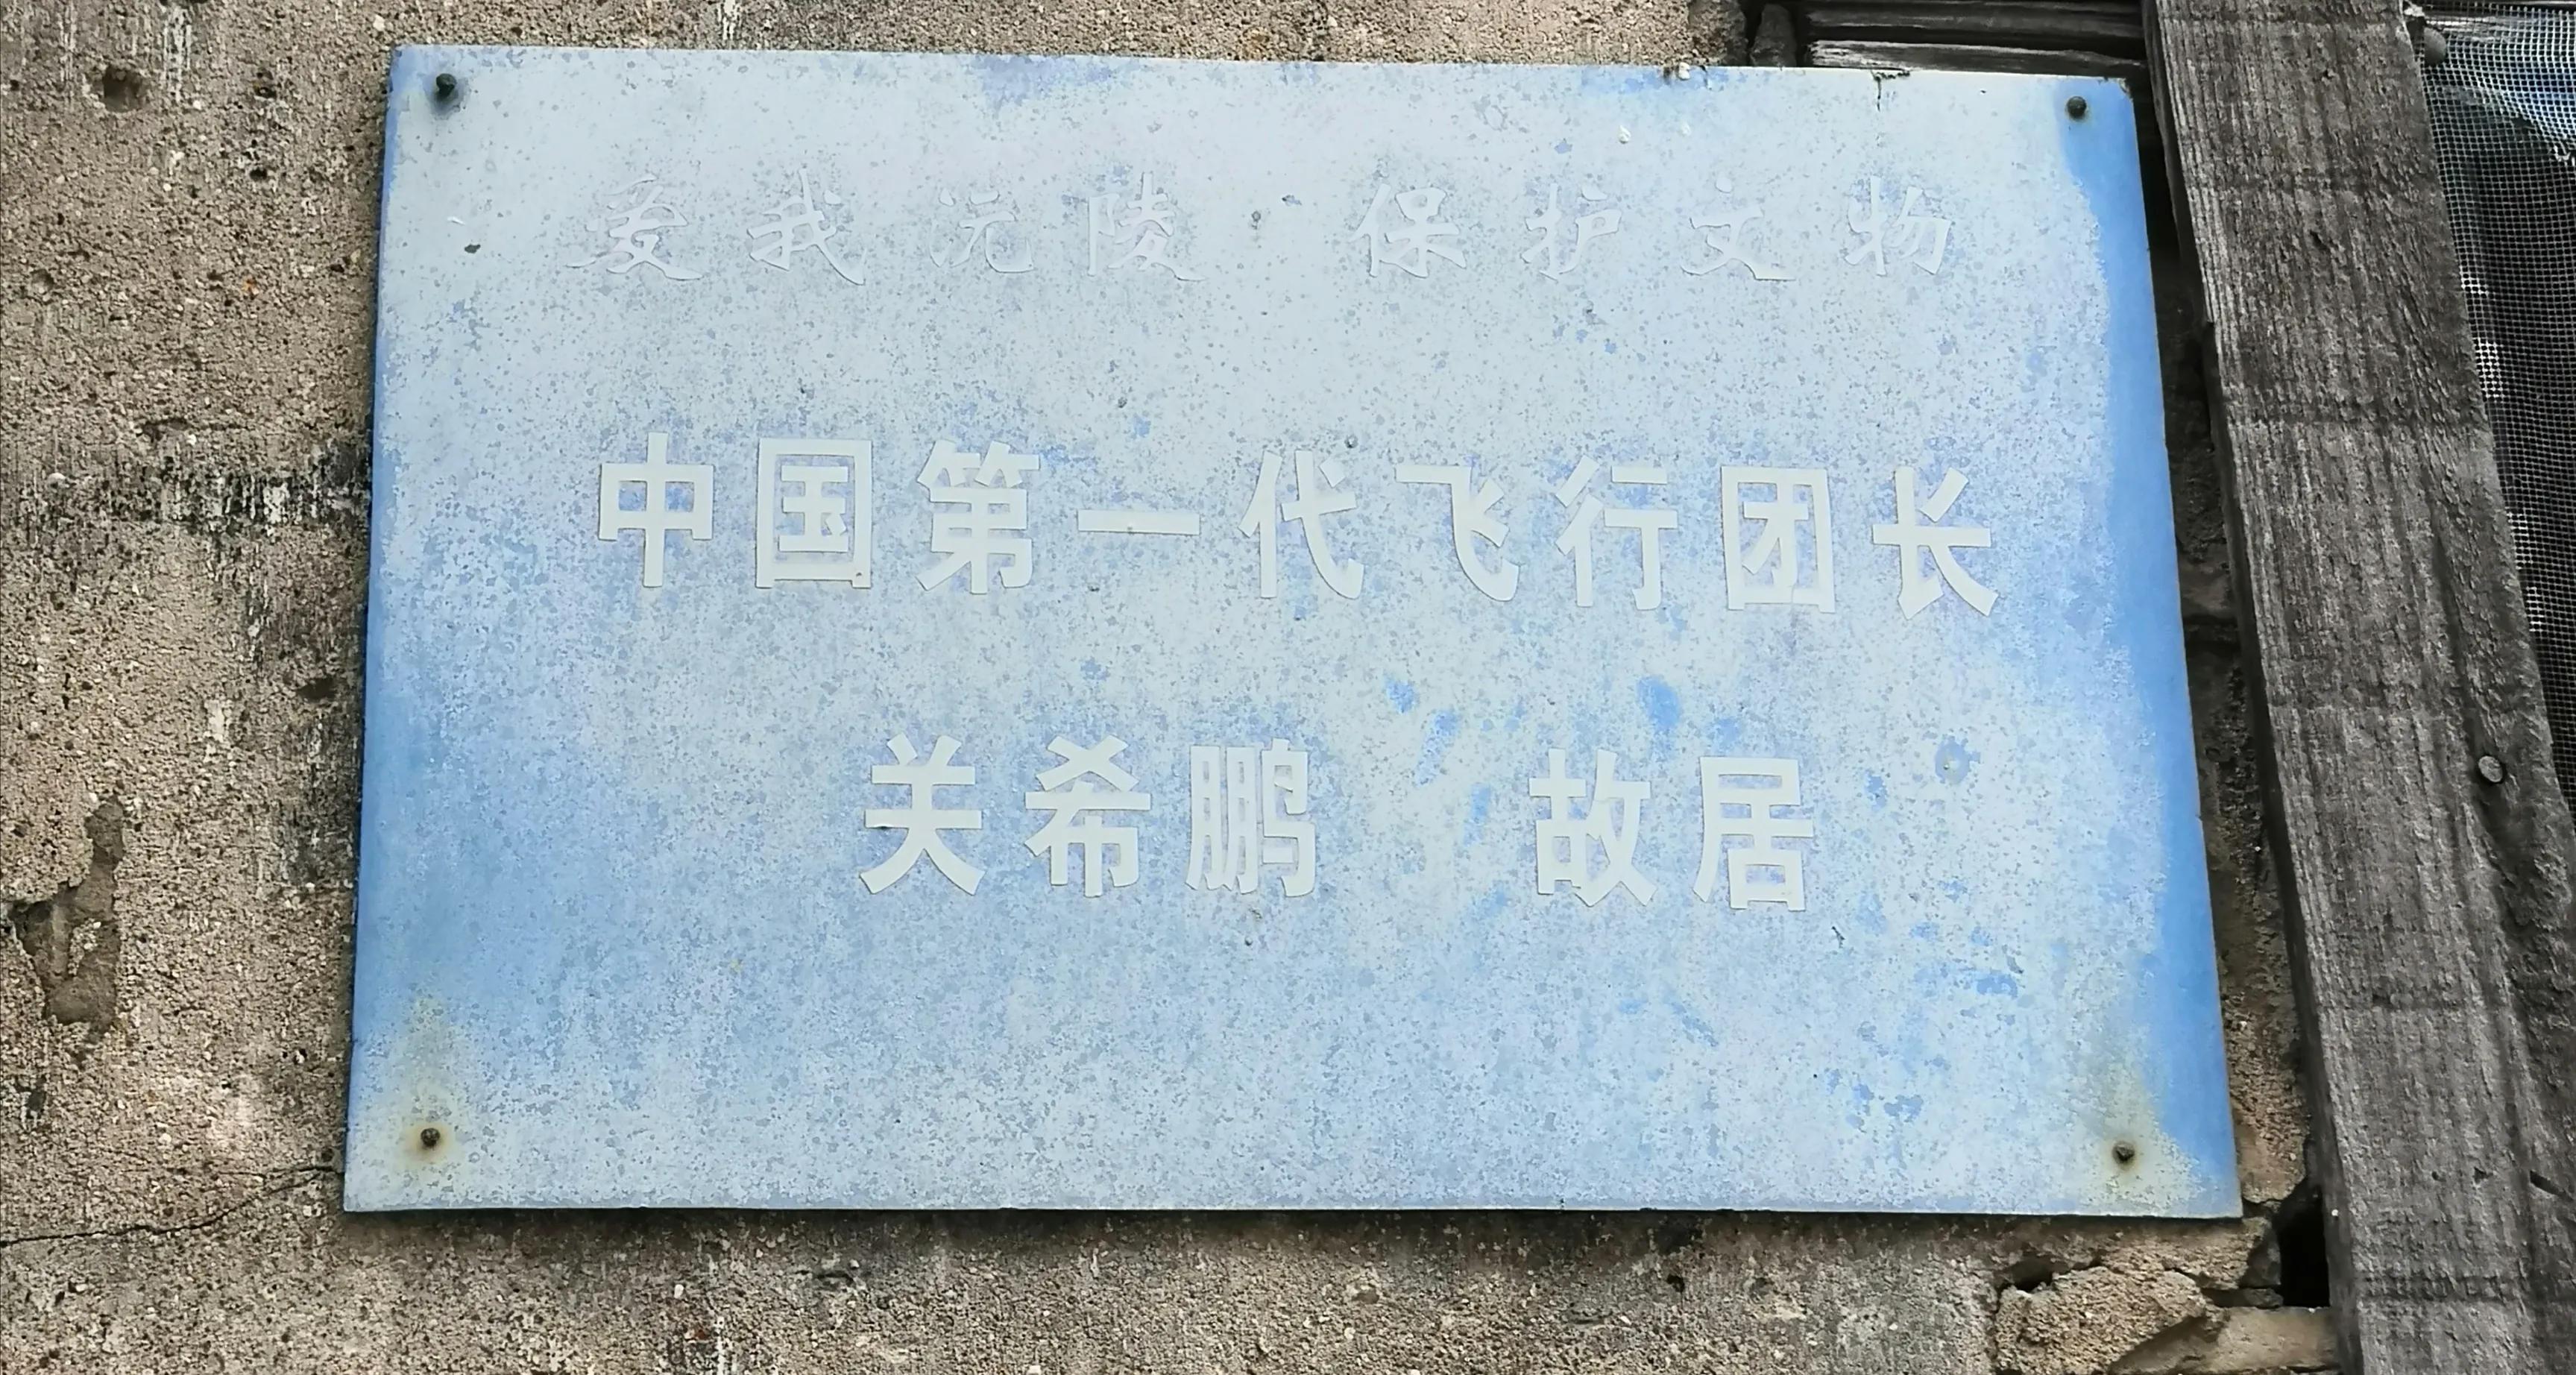 爱我沅陵 保护文物
中国第一代飞行团长
关希鹏 故居